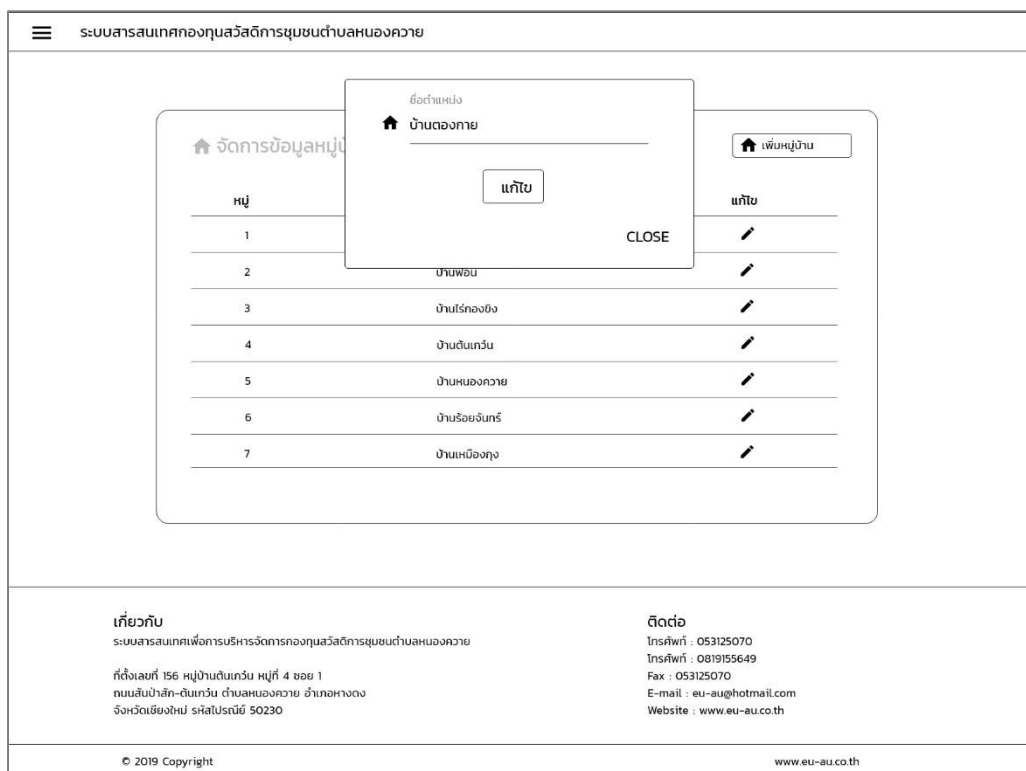 ระบบสารสนเทศกองทุนสวัสดิการชุมชนตำบลหนองควาย
ชื่อตำแหน่ง
บ้านตองกาย
แก้ไข
CLOSE
จัดการข้อมูลหมู่บ้
เพิ่มหมู่บ้าน
หมู่ แก้ไข
1
2 บ้านฟ่อน
3 บ้านไร่กองขิง
4 บ้านต้นเกว๋น
5 บ้านหนองควาย
6 บ้านร้อยจันทร์
7 บ้านเหมืองกุง
เกี่ยวกับ
ระบบสารสนเทศเพื่อการบริหารจัดการกองทุนสวัสดิการชุมชนตำบลหนองควาย
ที่ตั้งเลขที่ 156 หมู่บ้านต้นเกว๋น หมู่ที่ 4 ซอย 1
ถนนสันป่าสัก-ต้นเกว๋น ตำบลหนองควาย อำเภอหางดง
จังหวัดเชียงใหม่ รหัสไปรณีย์ 50230
ติดต่อ
โทรศัพท์ : 053125070
โทรศัพท์ : 0819155649
Fax : 053125070
E-mail : eu-au@hotmail.com
Website : www.eu-au.co.th
© 2019 Copyright
www.eu-au.co.th